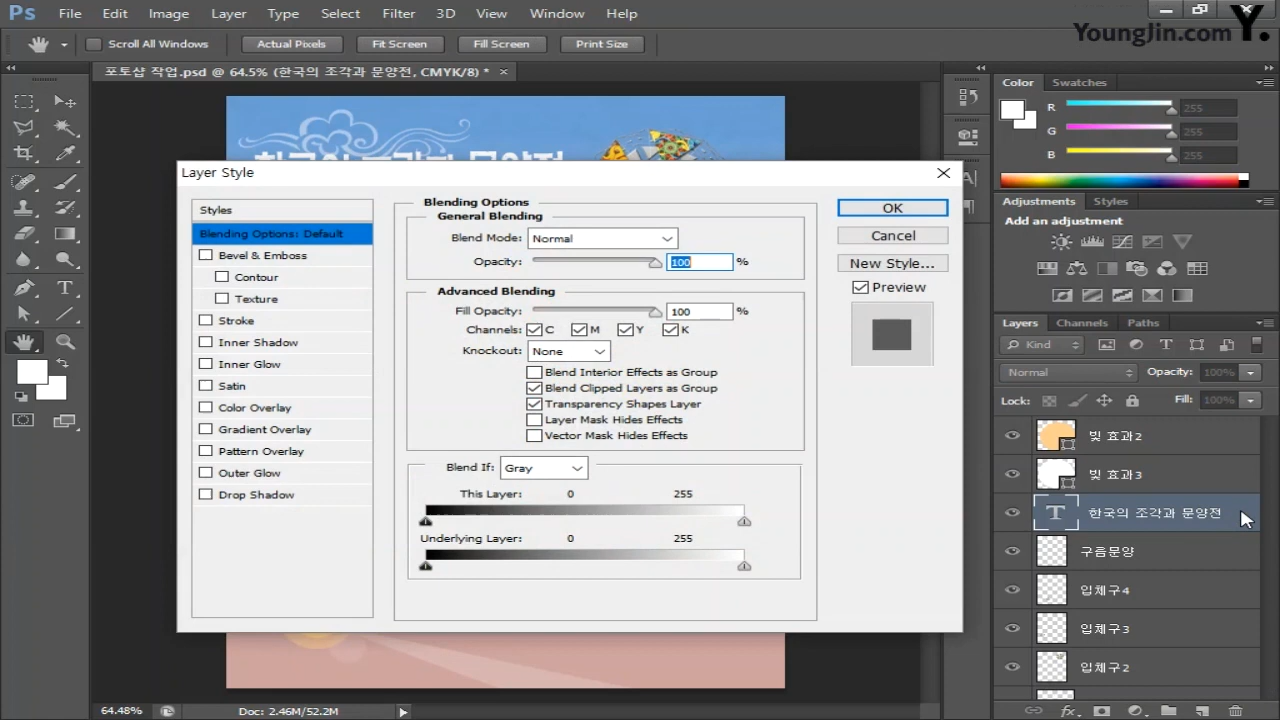 Ps File Edit Image Layer Type Select Filter 3D View Window Help
YoungJin.com Y.
Scroll All Windows Actual Pixels Fit Screen Fill Screen Print Size
포토샵 작업.psd @ 64.5% (한국의 조각과 문양전, CMYK/8) * ×
한국의 조각과 문양전
Layer Style
Styles
Blending Options: Default
Bevel & Emboss
Contour
Texture
Stroke
Inner Shadow
Inner Glow
Satin
Color Overlay
Gradient Overlay
Pattern Overlay
Outer Glow
Drop Shadow
Blending Options
General Blending
Blend Mode: Normal
Opacity: 100 %
Advanced Blending
Fill Opacity: 100 %
Channels: C M Y K
Knockout: None
Blend Interior Effects as Group
Blend Clipped Layers as Group
Transparency Shapes Layer
Layer Mask Hides Effects
Vector Mask Hides Effects
Blend If: Gray
This Layer: 0 255
Underlying Layer: 0 255
OK
Cancel
New Style...
Preview
Color Swatches
R 255
G 255
B 255
Adjustments Styles
Add an adjustment
Layers Channels Paths
Kind
Normal Opacity: 100%
Lock: Fill: 100%
빛 효과2
빛 효과3
한국의 조각과 문양전
구름문양
입체구4
입체구3
입체구2
64.48% Doc: 2.46M/52.2M